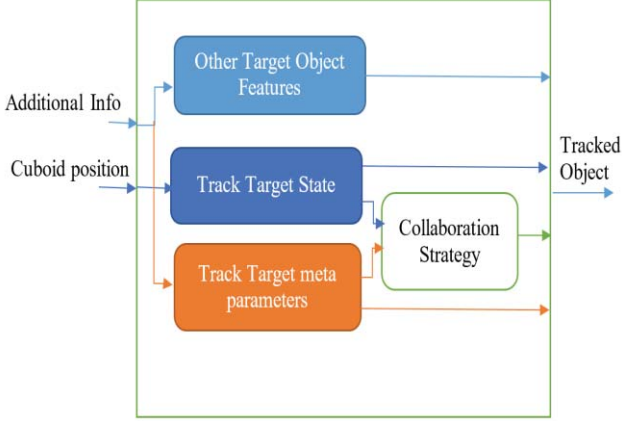 Other Target Object
Features
Additional Info
Cuboid position
Track Target State
Tracked
Object
Collaboration
Strategy
Track Target meta
parameters